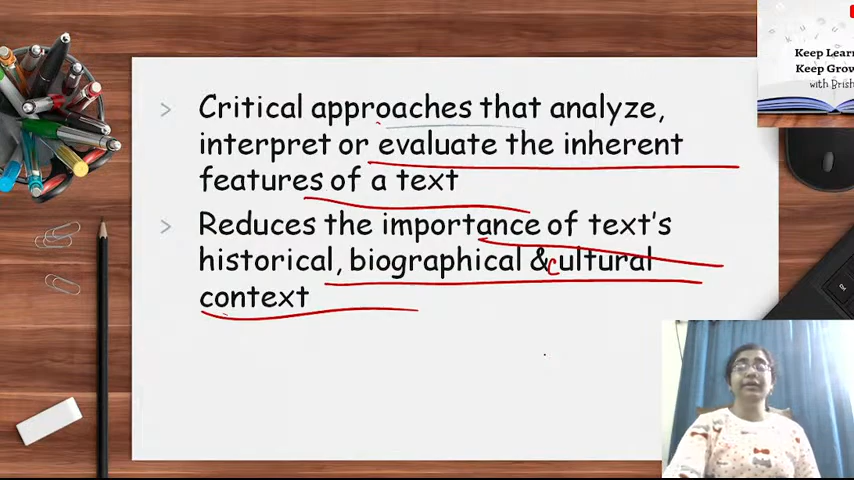 Keep Lear
Keep Grow
with Brish
> Critical approaches that analyze,
interpret or evaluate the inherent
features of a text
> Reduces the importance of text's
historical, biographical & cultural
context